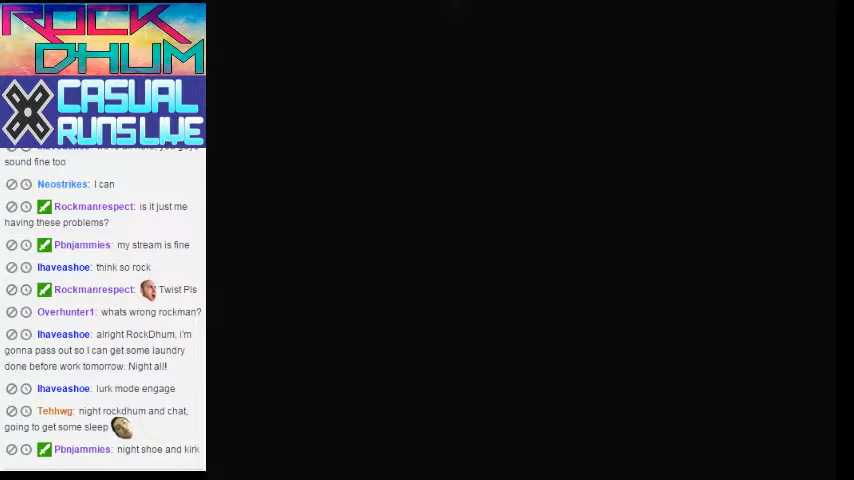 ROCK
DHUM
CASUAL
RUNS LIVE
sound fine too
Neostrikes: I can
Rockmanrespect: is it just me
having these problems?
Pbnjammies: my stream is fine
Ihaveashoe: think so rock
Rockmanrespect: Twist Pls
Overhunter1: whats wrong rockman?
Ihaveashoe: alright RockDhum, i'm
gonna pass out so I can get some laundry
done before work tomorrow. Night all!
Ihaveashoe: lurk mode engage
Tehhwg: night rockdhum and chat,
going to get some sleep
Pbnjammies: night shoe and kirk